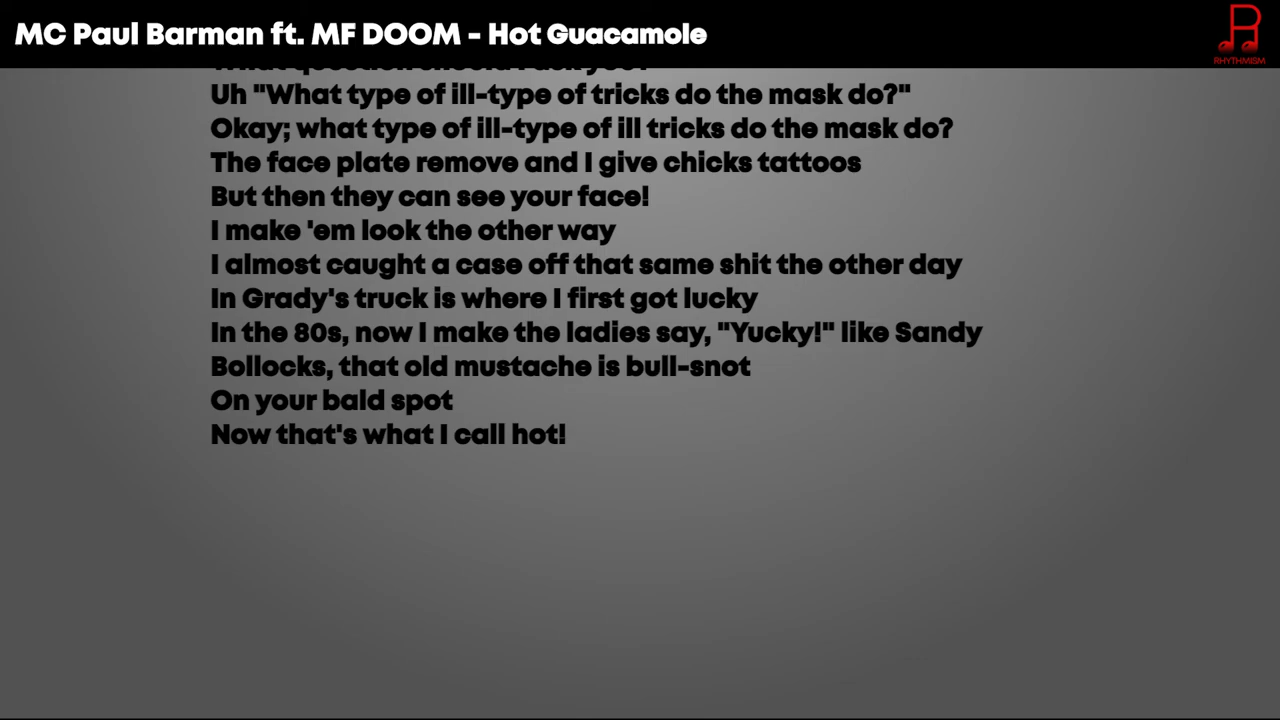 MC Paul Barman ft. MF DOOM - Hot Guacamole
RHYTHMISM
Uh "What type of ill-type of tricks do the mask do?"
Okay; what type of ill-type of ill tricks do the mask do?
The face plate remove and I give chicks tattoos
But then they can see your face!
I make 'em look the other way
I almost caught a case off that same shit the other day
In Grady's truck is where I first got lucky
In the 80s, now I make the ladies say, "Yucky!" like Sandy
Bollocks, that old mustache is bull-snot
On your bald spot
Now that's what I call hot!